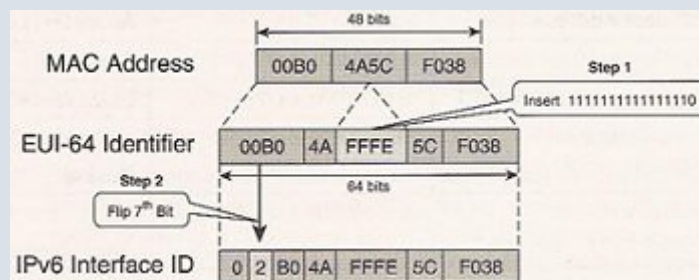 48 bits
MAC Address
00B0 4A5C F038
Step 1
Insert 1111111111111110
EUI-64 Identifier
00B0 4A FFFE 5C F038
Step 2
64 bits
Flip 7th Bit
IPv6 Interface ID
0 2 B0 4A FFFE 5C F038